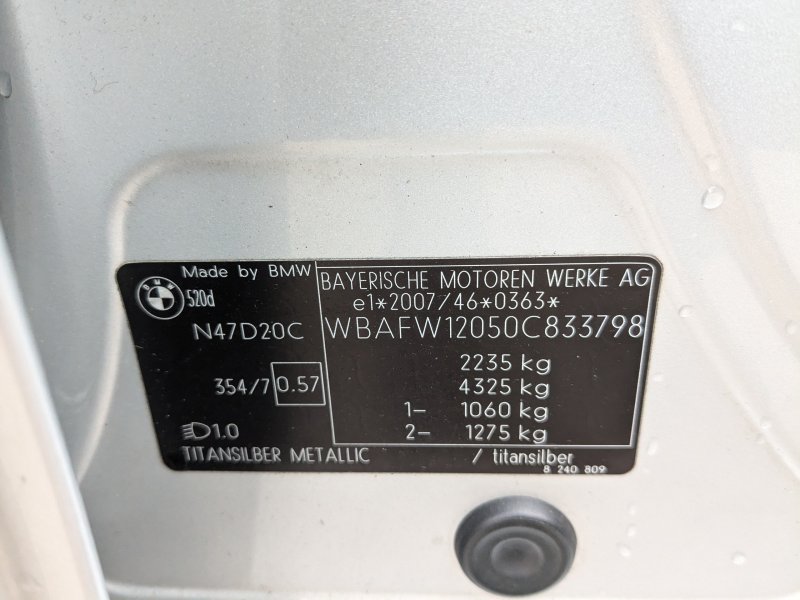 Made by BMW
BMW
520d
N47D20C
354/7 0.57
1.0
TITANSILBER METALLIC / titansilber
8 240 809
BAYERISCHE MOTOREN WERKE AG
e1*2007/46*0363*
WBAFW12050C833798
2235 kg
4325 kg
1- 1060 kg
2- 1275 kg